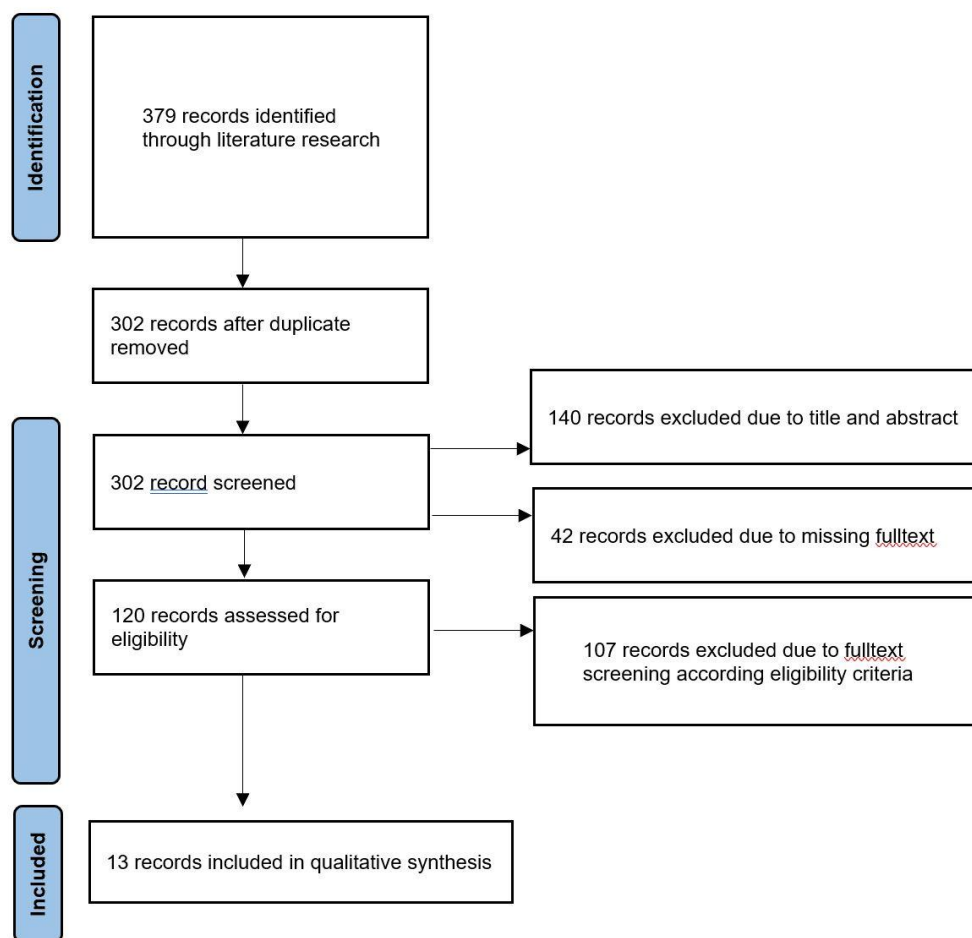 Identification
379 records identified
through literature research
302 records after duplicate
removed
140 records excluded due to title and abstract
302 record screened
42 records excluded due to missing fulltext
Screening
120 records assessed for
eligibility
107 records excluded due to fulltext
screening according eligibility criteria
Included
13 records included in qualitative synthesis